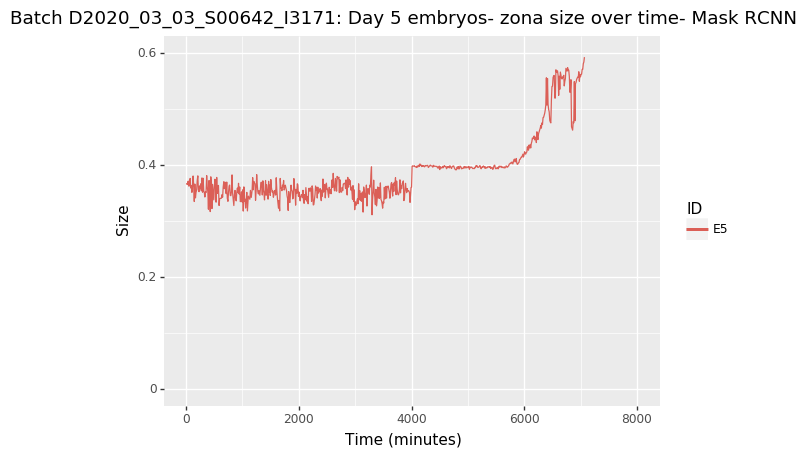 Batch D2020_03_03_S00642_I3171: Day 5 embryos- zona size over time- Mask RCNN
0.6
0.4
0.2
0
Size
0
2000
4000
6000
8000
Time (minutes)
ID
E5